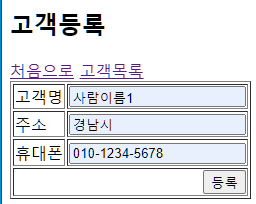 고객등록
처음으로 고객목록
고객명 사람이름1
주소 경남시
휴대폰 010-1234-5678
등록